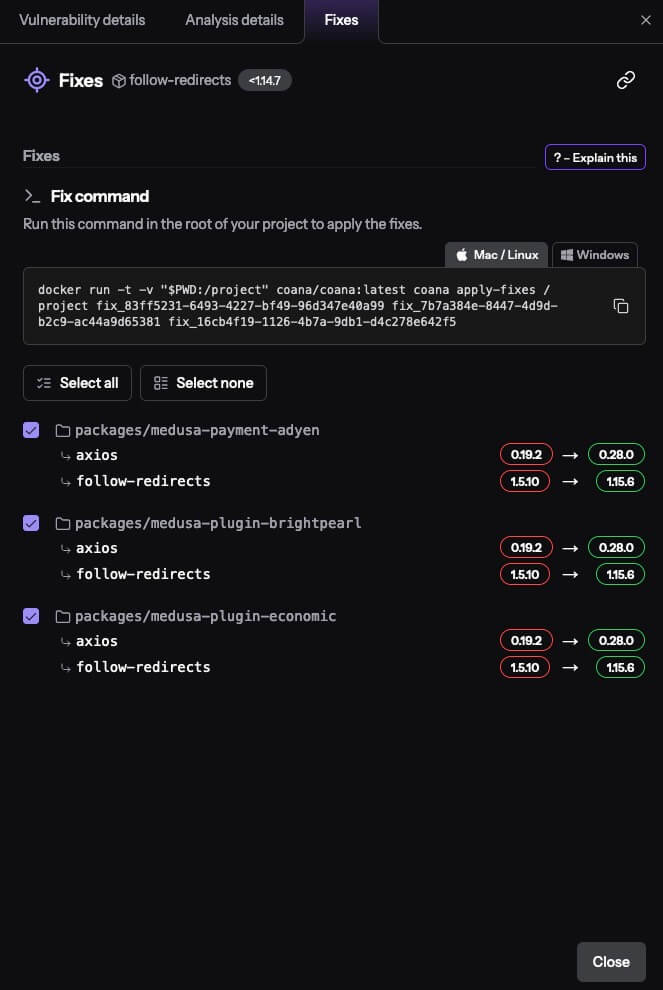 Vulnerability details Analysis details Fixes
Fixes follow-redirects <1.14.7
Fixes ? – Explain this
Fix command
Run this command in the root of your project to apply the fixes.
Mac / Linux Windows
docker run -t -v "$PWD:/project" coana/coana:latest coana apply-fixes /
project fix_83ff5231-6493-4227-bf49-96d347e40a99 fix_7b7a384e-8447-4d9d-
b2c9-ac44a9d65381 fix_16cb4f19-1126-4b7a-9db1-d4c278e642f5
Select all Select none
packages/medusa-payment-adyen
axios 0.19.2 → 0.28.0
follow-redirects 1.5.10 → 1.15.6
packages/medusa-plugin-brightpearl
axios 0.19.2 → 0.28.0
follow-redirects 1.5.10 → 1.15.6
packages/medusa-plugin-economic
axios 0.19.2 → 0.28.0
follow-redirects 1.5.10 → 1.15.6
Close